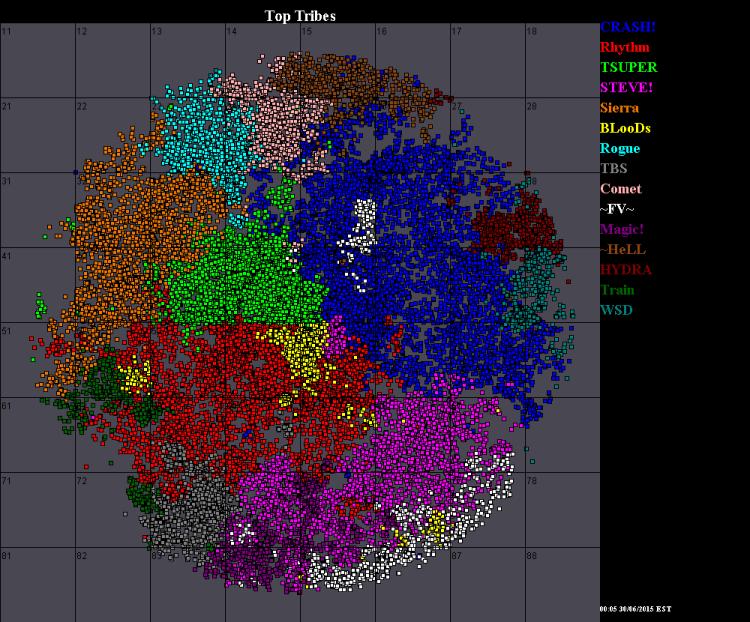 Top Tribes
11 12 13 14 15 16 17 18
CRASH!
Rhythm
TSUPER
STEVE!
Sierra
BLooDs
Rogue
TBS
Comet
~FV~
Magic!
~HeLL
HYDRA
Train
WSD
21 22 27 28
31
41
51
61
71 72 78
81 82 83 87 88
00:05 30/06/2015 EST